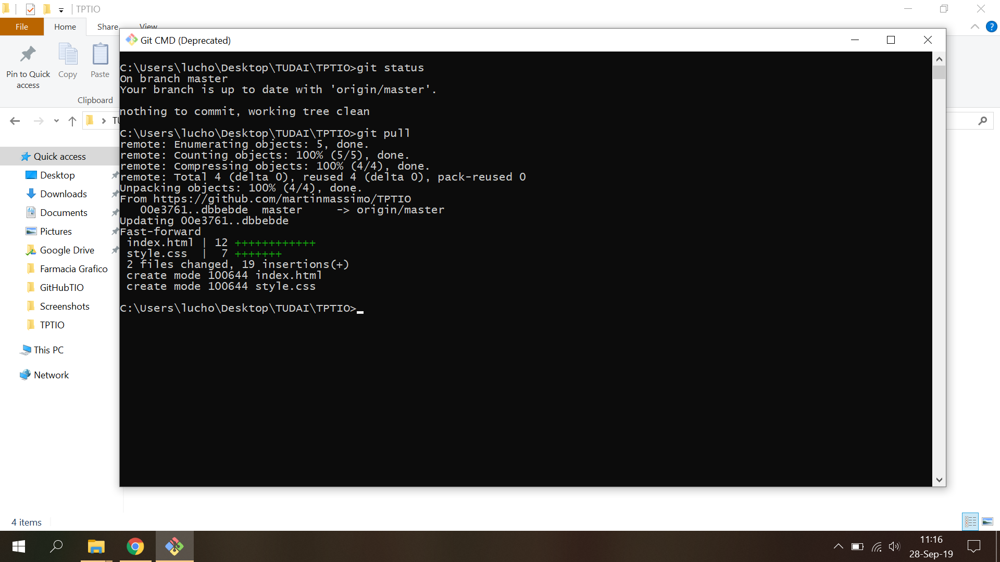 TPTIO
File
Home
Share
View
Git CMD (Deprecated)
Pin to Quick access
Copy
Paste
Clipboard
TU
Quick access
Desktop
Downloads
Documents
Pictures
Google Drive
Farmacia Grafico
GitHubTIO
Screenshots
TPTIO
This PC
Network
C:\Users\lucho\Desktop\TUDAI\TPTIO>git status
On branch master
Your branch is up to date with 'origin/master'.
nothing to commit, working tree clean
C:\Users\lucho\Desktop\TUDAI\TPTIO>git pull
remote: Enumerating objects: 5, done.
remote: Counting objects: 100% (5/5), done.
remote: Compressing objects: 100% (4/4), done.
remote: Total 4 (delta 0), reused 4 (delta 0), pack-reused 0
Unpacking objects: 100% (4/4), done.
From https://github.com/martinmassimo/TPTIO
   00e3761..dbbebde  master     -> origin/master
Updating 00e3761..dbbebde
Fast-forward
 index.html | 12 ++++++++++++
 style.css  |  7 +++++++
 2 files changed, 19 insertions(+)
 create mode 100644 index.html
 create mode 100644 style.css
C:\Users\lucho\Desktop\TUDAI\TPTIO>
4 items
11:16
28-Sep-19